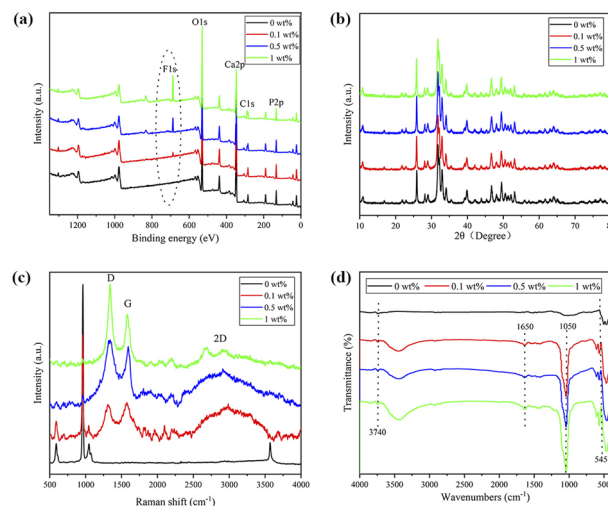 (a)
O1s
0 wt%
0.1 wt%
0.5 wt%
1 wt%
F1s
Ca2p
C1s
P2p
Intensity (a.u.)
1200 1000 800 600 400 200 0
Binding energy (eV)
(b)
0 wt%
0.1 wt%
0.5 wt%
1 wt%
Intensity (a.u.)
10 20 30 40 50 60 70
2θ（Degree）
(c)
D
G
2D
0 wt%
0.1 wt%
0.5 wt%
1 wt%
Intensity (a.u.)
500 1000 1500 2000 2500 3000 3500 4000
Raman shift (cm-1)
(d)
0 wt% 0.1 wt% 0.5 wt% 1 wt%
1650 1050
3740
545
Transmittance (%)
4000 3500 3000 2500 2000 1500 1000
Wavenumbers (cm-1)